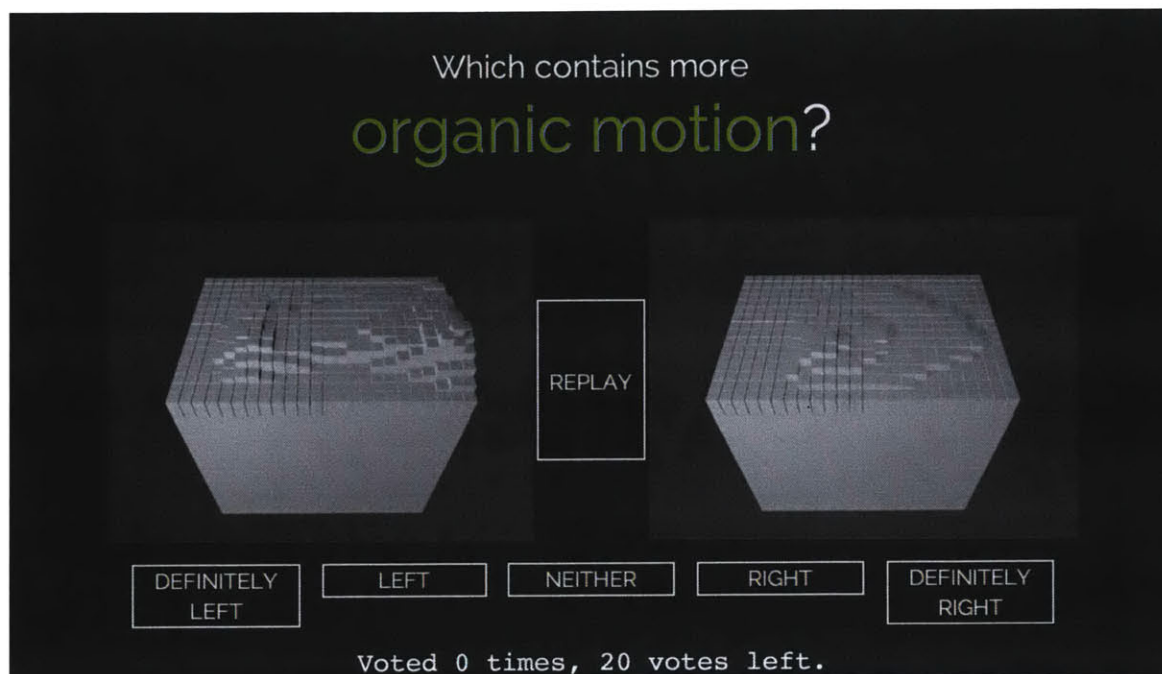 Which contains more
organic motion?
REPLAY
DEFINITELY
LEFT
LEFT
NEITHER
RIGHT
DEFINITELY
RIGHT
Voted 0 times, 20 votes left.